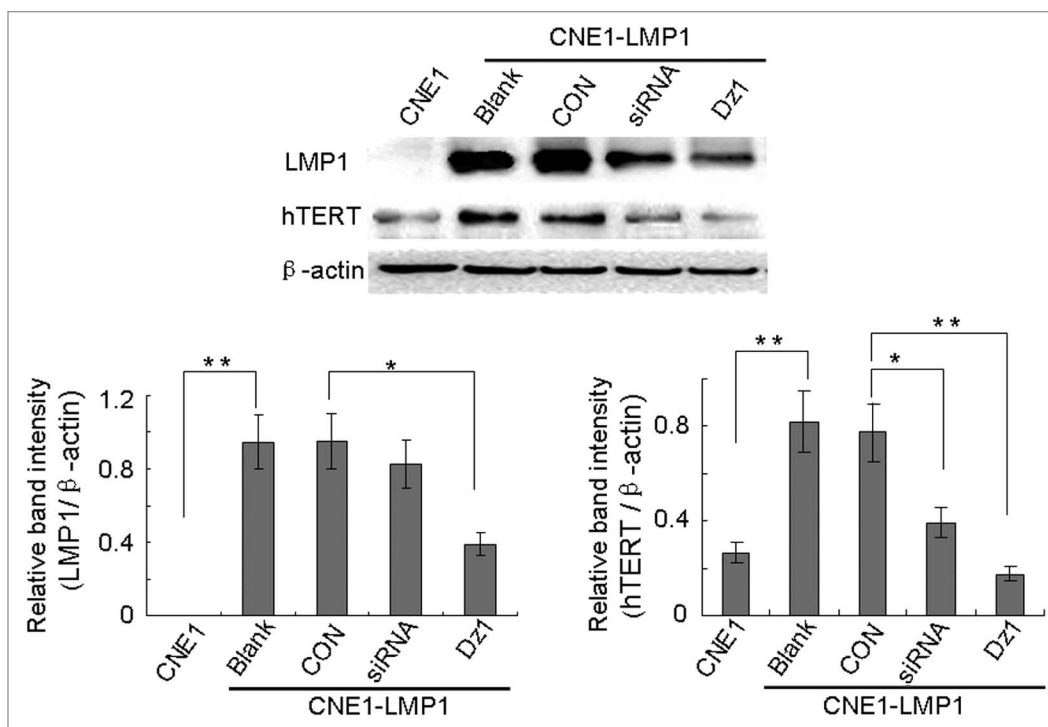 CNE1-LMP1
CNE1 Blank CON siRNA Dz1
LMP1
hTERT
β-actin
** *
Relative band intensity
(LMP1/β-actin)
1.2
0.8
0.4
0
CNE1 Blank CON siRNA Dz1
CNE1-LMP1
**
** *
Relative band intensity
(hTERT/β-actin)
0.8
0.4
0
CNE1 Blank CON siRNA Dz1
CNE1-LMP1